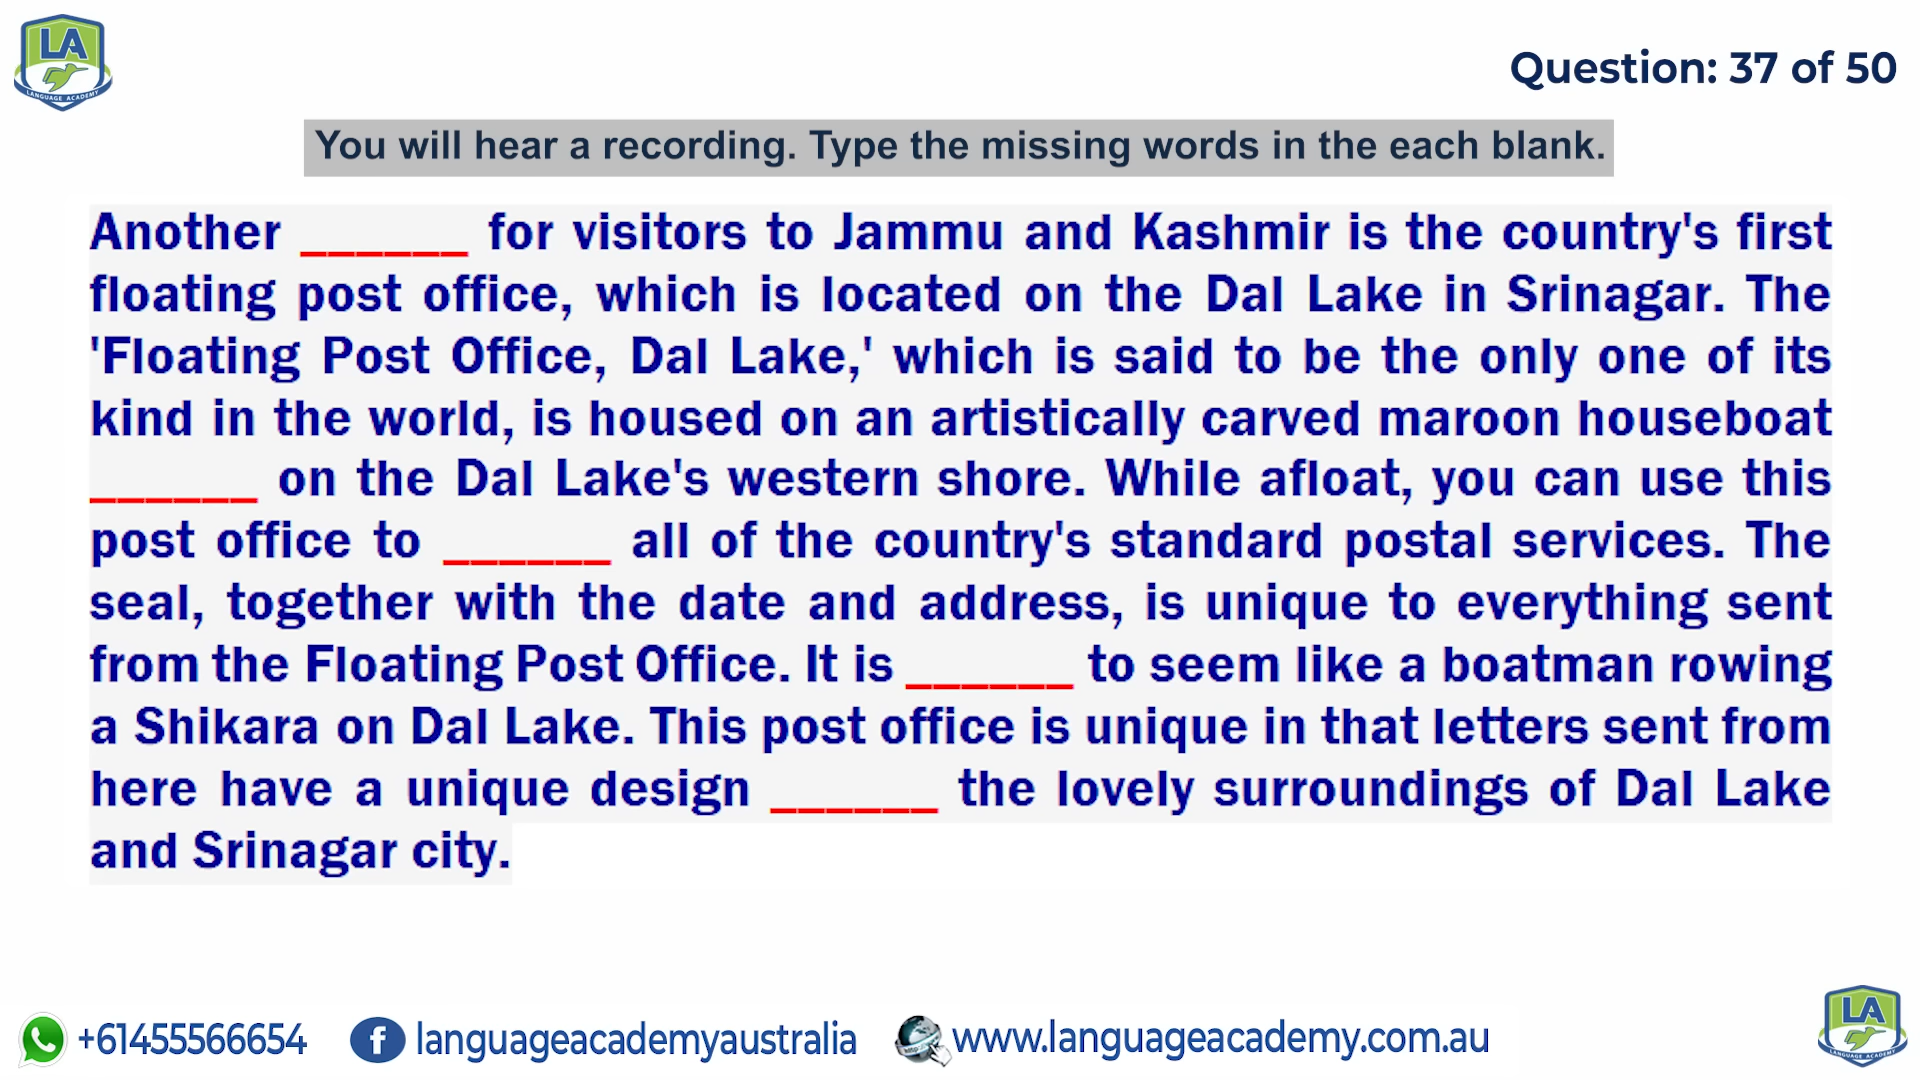 LA
LANGUAGE ACADEMY
Question: 37 of 50
You will hear a recording. Type the missing words in the each blank.
Another ______ for visitors to Jammu and Kashmir is the country's first
floating post office, which is located on the Dal Lake in Srinagar. The
'Floating Post Office, Dal Lake,' which is said to be the only one of its
kind in the world, is housed on an artistically carved maroon houseboat
______ on the Dal Lake's western shore. While afloat, you can use this
post office to ______ all of the country's standard postal services. The
seal, together with the date and address, is unique to everything sent
from the Floating Post Office. It is ______ to seem like a boatman rowing
a Shikara on Dal Lake. This post office is unique in that letters sent from
here have a unique design ______ the lovely surroundings of Dal Lake
and Srinagar city.
+61455566654
languageacademyaustralia
http:
www.languageacademy.com.au
LA
LANGUAGE ACADEMY